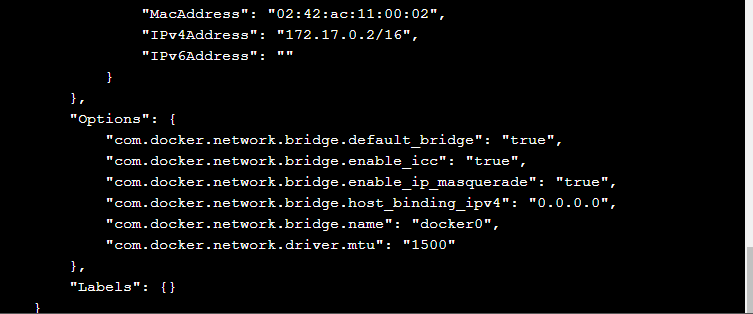 "MacAddress": "02:42:ac:11:00:02",
"IPv4Address": "172.17.0.2/16",
"IPv6Address": ""
}
},
"Options": {
"com.docker.network.bridge.default_bridge": "true",
"com.docker.network.bridge.enable_icc": "true",
"com.docker.network.bridge.enable_ip_masquerade": "true",
"com.docker.network.bridge.host_binding_ipv4": "0.0.0.0",
"com.docker.network.bridge.name": "docker0",
"com.docker.network.driver.mtu": "1500"
},
"Labels": {}
}